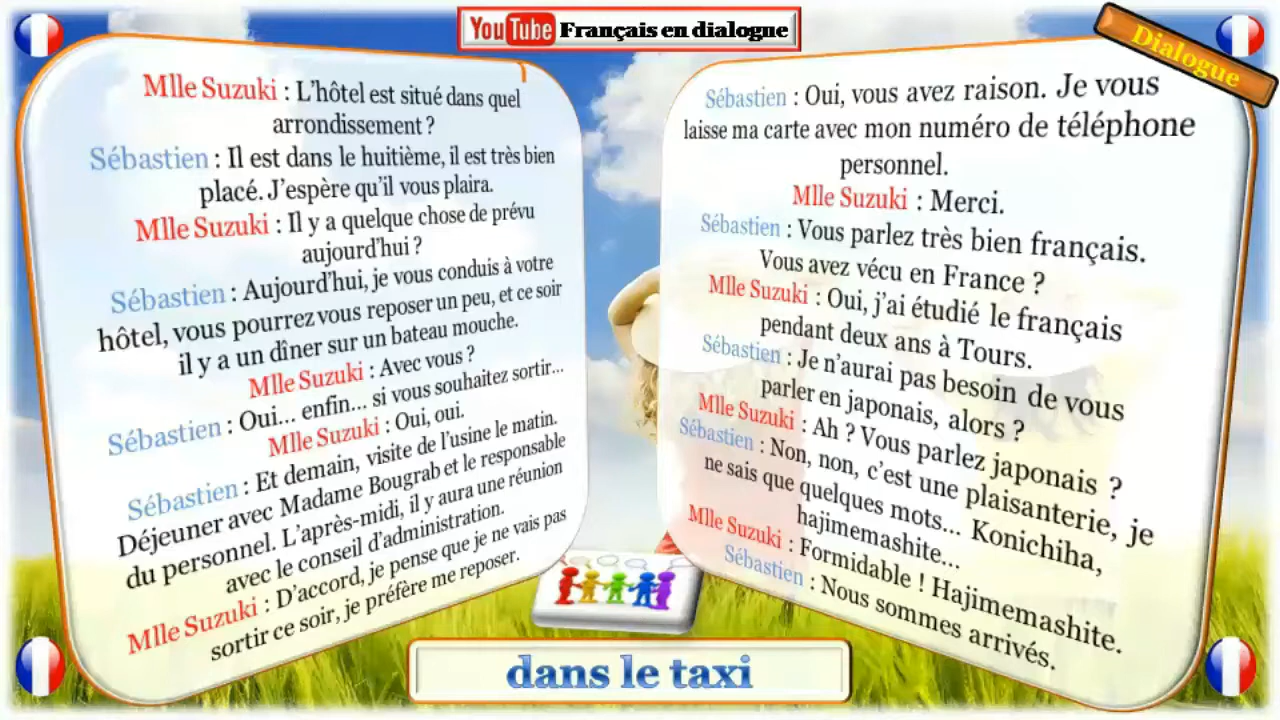 YouTube Français en dialogue
Dialogue
Mlle Suzuki : L'hôtel est situé dans quel
arrondissement ?
Sébastien : Il est dans le huitième, il est très bien
placé. J'espère qu'il vous plaira.
Mlle Suzuki : Il y a quelque chose de prévu
aujourd'hui ?
Sébastien : Aujourd'hui, je vous conduis à votre
hôtel, vous pourrez vous reposer un peu, et ce soir
il y a un dîner sur un bateau mouche.
Mlle Suzuki : Avec vous ?
Sébastien : Oui... enfin... si vous souhaitez sortir...
Mlle Suzuki : Oui, oui.
Sébastien : Et demain, visite de l'usine le matin.
Déjeuner avec Madame Bougrab et le responsable
du personnel. L'après-midi, il y aura une réunion
avec le conseil d'administration.
Mlle Suzuki : D'accord, je pense que je ne vais pas
sortir ce soir, je préfère me reposer.
Sébastien : Oui, vous avez raison. Je vous
laisse ma carte avec mon numéro de téléphone
personnel.
Mlle Suzuki : Merci.
Sébastien : Vous parlez très bien français.
Vous avez vécu en France ?
Mlle Suzuki : Oui, j'ai étudié le français
pendant deux ans à Tours.
Sébastien : Je n'aurai pas besoin de vous
parler en japonais, alors ?
Mlle Suzuki : Ah ? Vous parlez japonais ?
Sébastien : Non, non, c'est une plaisanterie, je
ne sais que quelques mots... Konichiha,
hajimemashite...
Mlle Suzuki : Formidable ! Hajimemashite.
Sébastien : Nous sommes arrivés.
dans le taxi